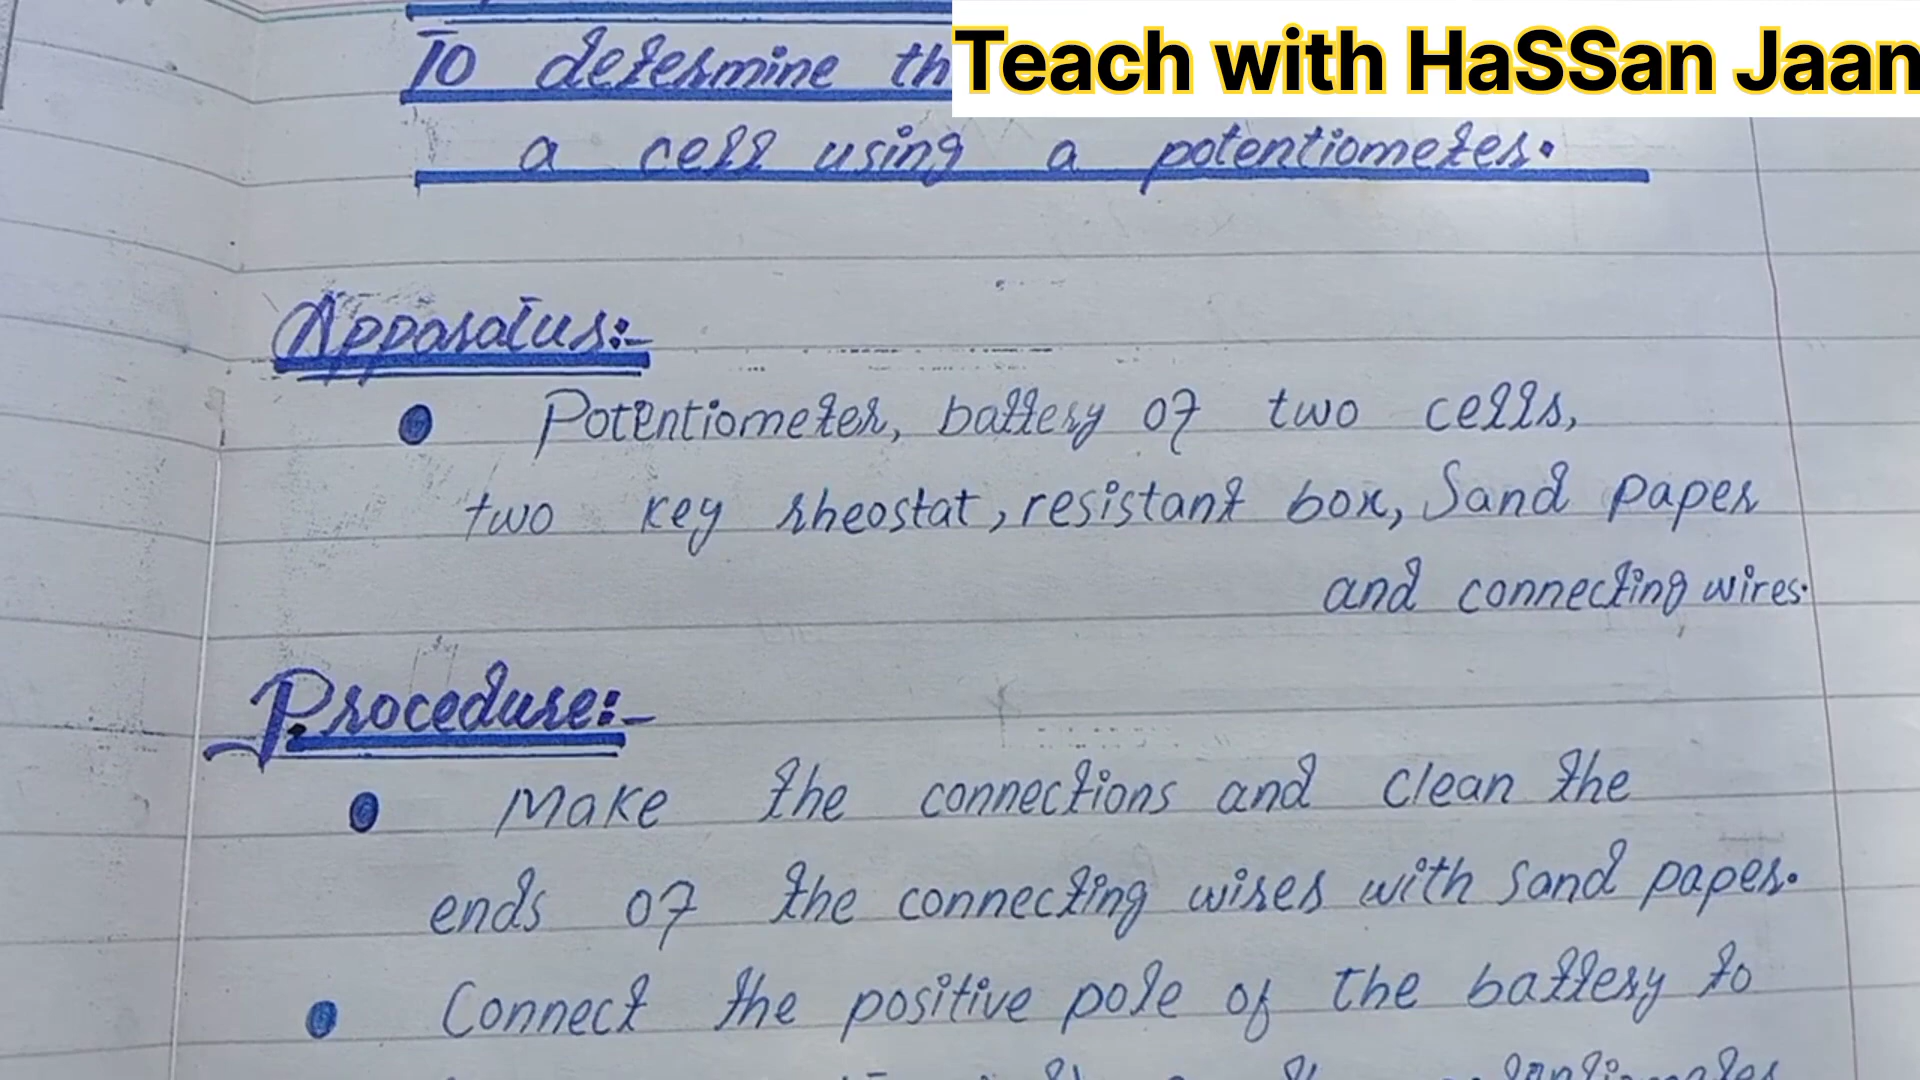 Teach with HaSSan Jaan
To determine th
a cell using a potentiometer.
Apparatus:-
Potentiometer, battery of two cells,
two key rheostat, resistant box, Sand paper
and connecting wires.
Procedure:-
Make the connections and clean the
ends of the connecting wires with Sand paper.
Connect the positive pole of the battery to